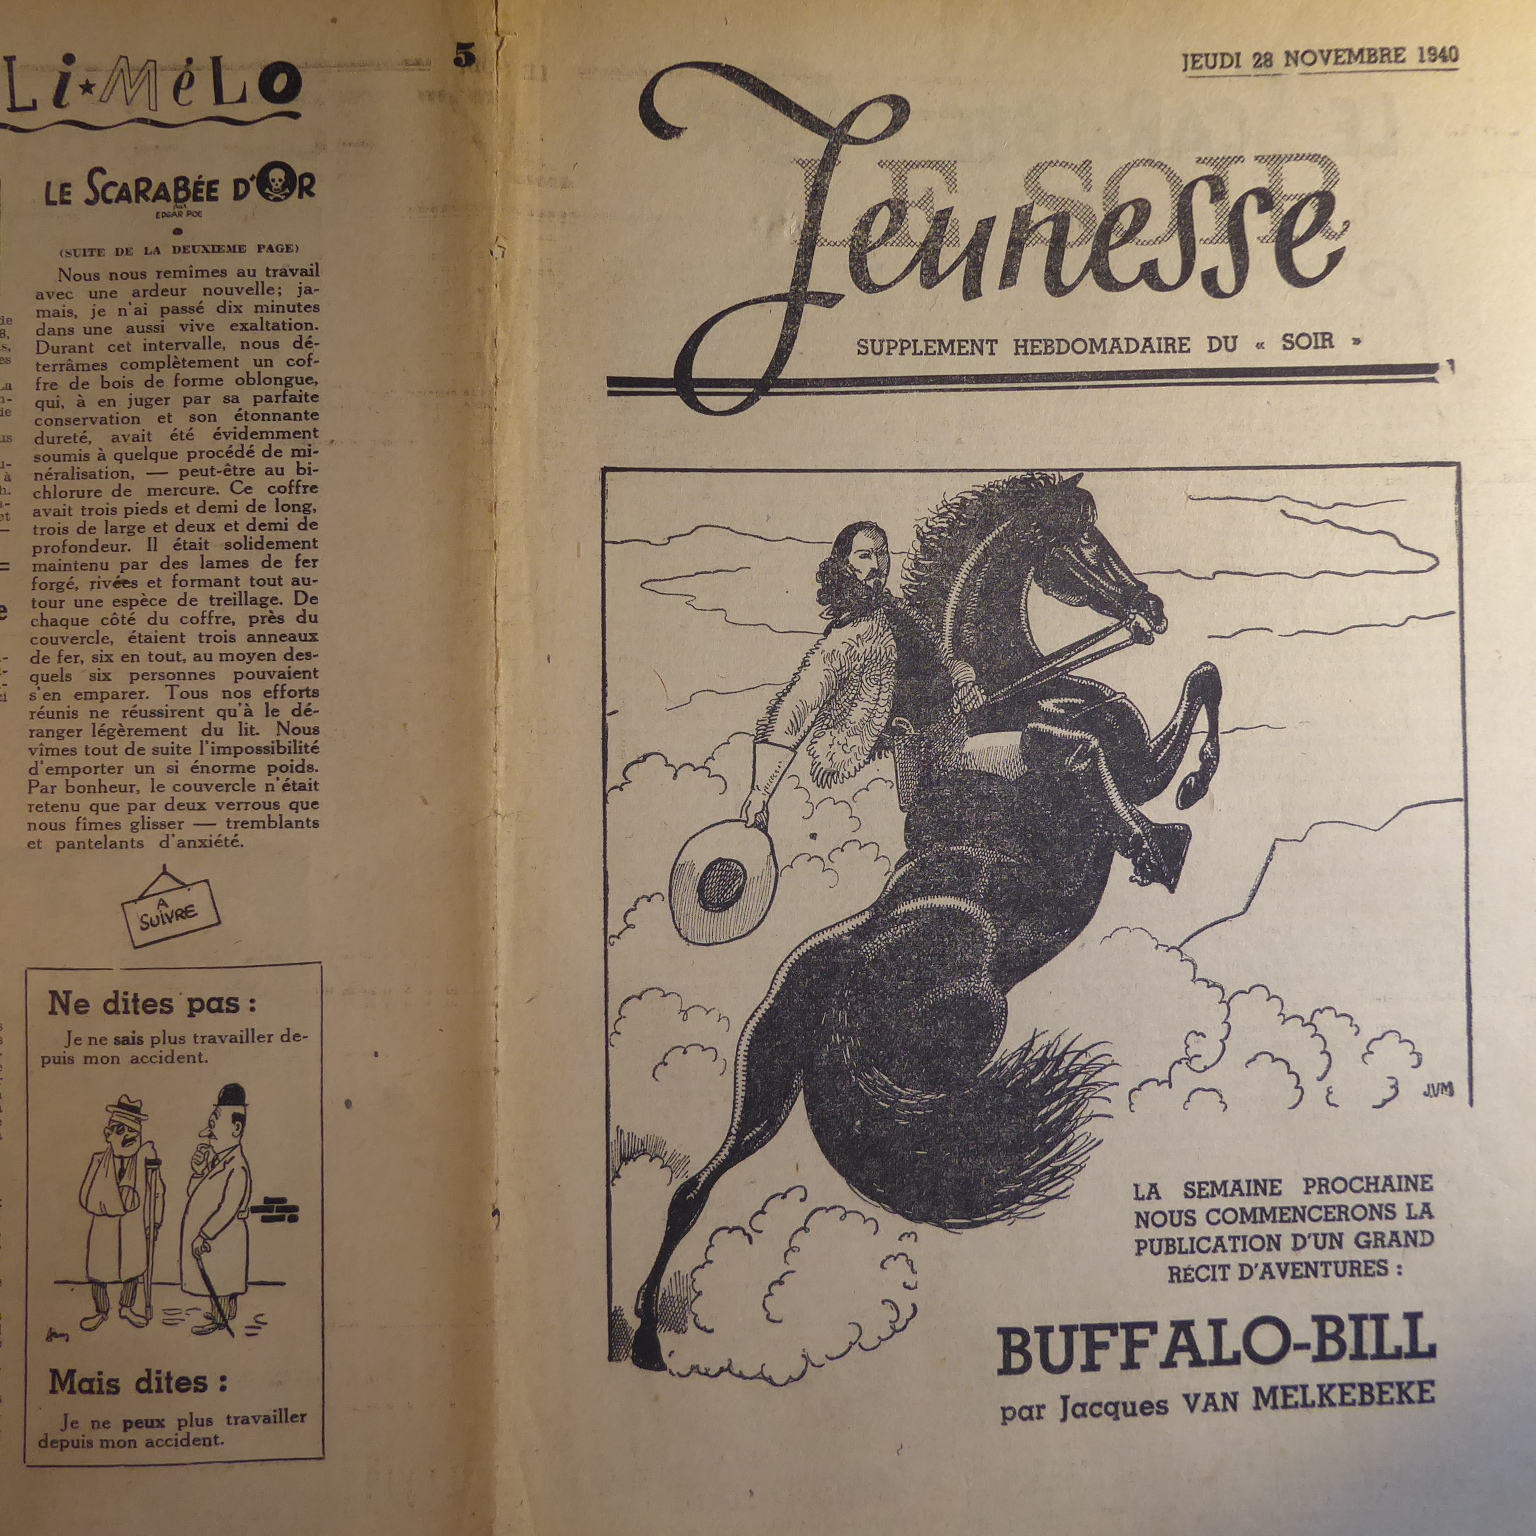 Li★MéLO
5
LE SCARABÉE D'OR
PAR
EDGAR POE
(SUITE DE LA DEUXIEME PAGE)
Nous nous remîmes au travail
avec une ardeur nouvelle; ja-
mais, je n'ai passé dix minutes
dans une aussi vive exaltation.
Durant cet intervalle, nous dé-
terrâmes complètement un cof-
fre de bois de forme oblongue,
qui, à en juger par sa parfaite
conservation et son étonnante
dureté, avait été évidemment
soumis à quelque procédé de mi-
néralisation, — peut-être au bi-
chlorure de mercure. Ce coffre
avait trois pieds et demi de long,
trois de large et deux et demi de
profondeur. Il était solidement
maintenu par des lames de fer
forgé, rivées et formant tout au-
tour une espèce de treillage. De
chaque côté du coffre, près du
couvercle, étaient trois anneaux
de fer, six en tout, au moyen des-
quels six personnes pouvaient
s'en emparer. Tous nos efforts
réunis ne réussirent qu'à le dé-
ranger légèrement du lit. Nous
vîmes tout de suite l'impossibilité
d'emporter un si énorme poids.
Par bonheur, le couvercle n'était
retenu que par deux verrous que
nous fîmes glisser — tremblants
et pantelants d'anxiété.
A
SUIVRE
Ne dites pas :
Je ne sais plus travailler de-
puis mon accident.
Mais dites :
Je ne peux plus travailler
depuis mon accident.
JEUDI 28 NOVEMBRE 1940
LE SOIR
Jeunesse
SUPPLEMENT HEBDOMADAIRE DU « SOIR »
J.V.M
LA SEMAINE PROCHAINE
NOUS COMMENCERONS LA
PUBLICATION D'UN GRAND
RÉCIT D'AVENTURES :
BUFFALO-BILL
par Jacques VAN MELKEBEKE